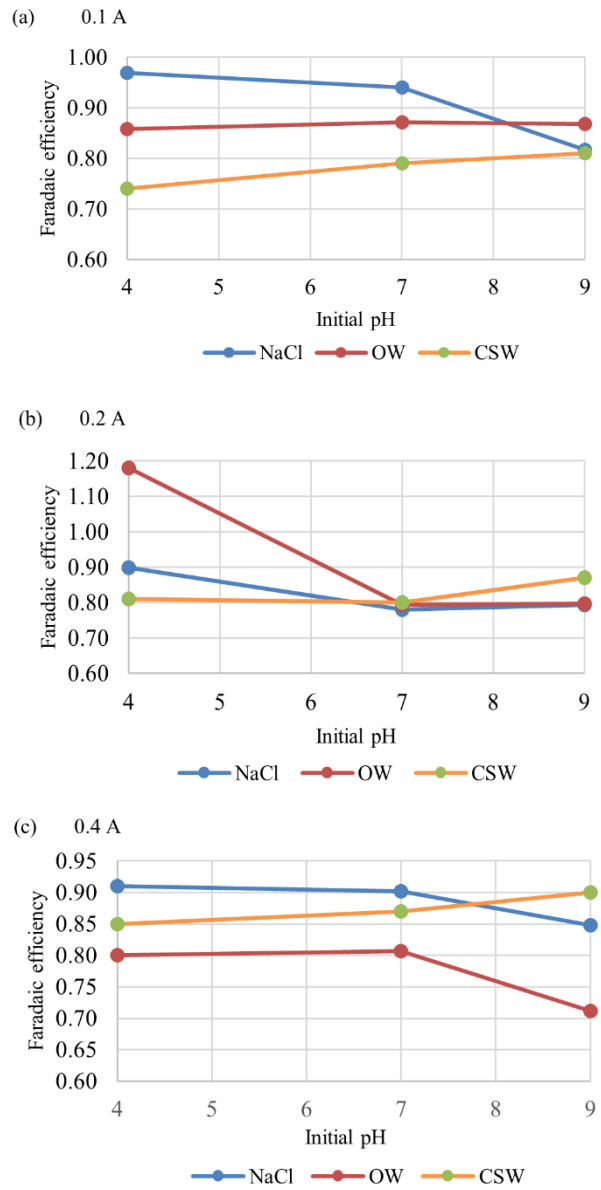 (a) 0.1 A
1.00
0.90
0.80
0.70
0.60
Faradaic efficiency
4 5 6 7 8 9
Initial pH
NaCl OW CSW
(b) 0.2 A
1.20
1.10
1.00
0.90
0.80
0.70
0.60
Faradaic efficiency
4 5 6 7 8 9
Initial pH
NaCl OW CSW
(c) 0.4 A
0.95
0.90
0.85
0.80
0.75
0.70
0.65
0.60
Faradaic efficiency
4 5 6 7 8 9
Initial pH
NaCl OW CSW